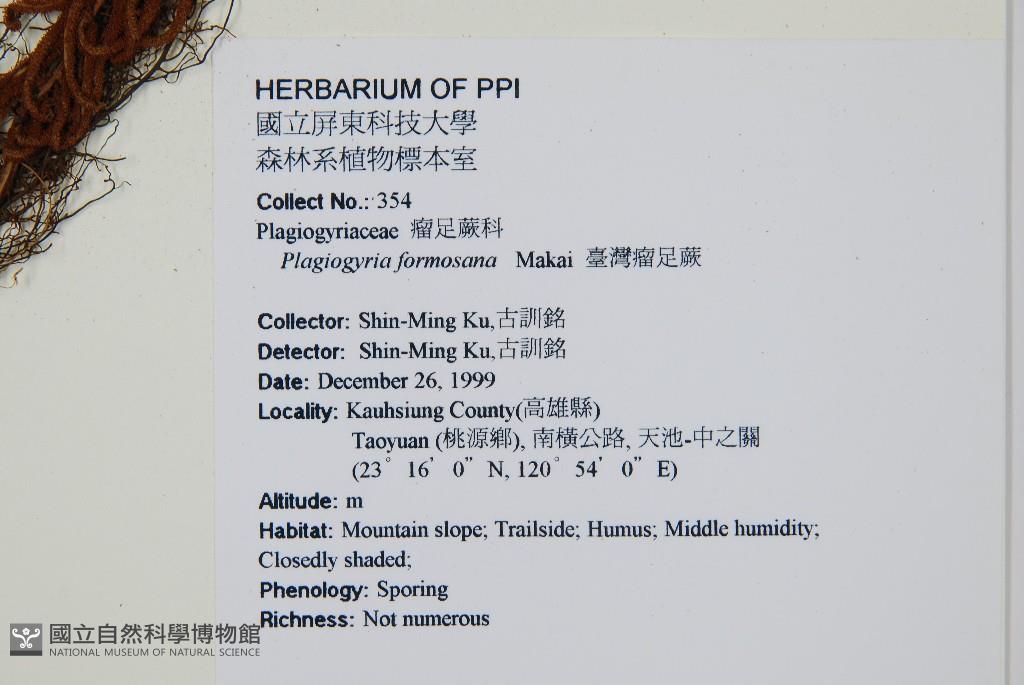 HERBARIUM OF PPI
國立屏東科技大學
森林系植物標本室
Collect No.: 354
Plagiogyriaceae 瘤足蕨科
Plagiogyria formosana Makai 臺灣瘤足蕨
Collector: Shin-Ming Ku,古訓銘
Detector: Shin-Ming Ku,古訓銘
Date: December 26, 1999
Locality: Kauhsiung County(高雄縣)
Taoyuan (桃源鄉), 南橫公路, 天池-中之關
(23° 16' 0" N, 120° 54' 0" E)
Altitude: m
Habitat: Mountain slope; Trailside; Humus; Middle humidity;
Closedly shaded;
Phenology: Sporing
Richness: Not numerous
國立自然科學博物館
NATIONAL MUSEUM OF NATURAL SCIENCE